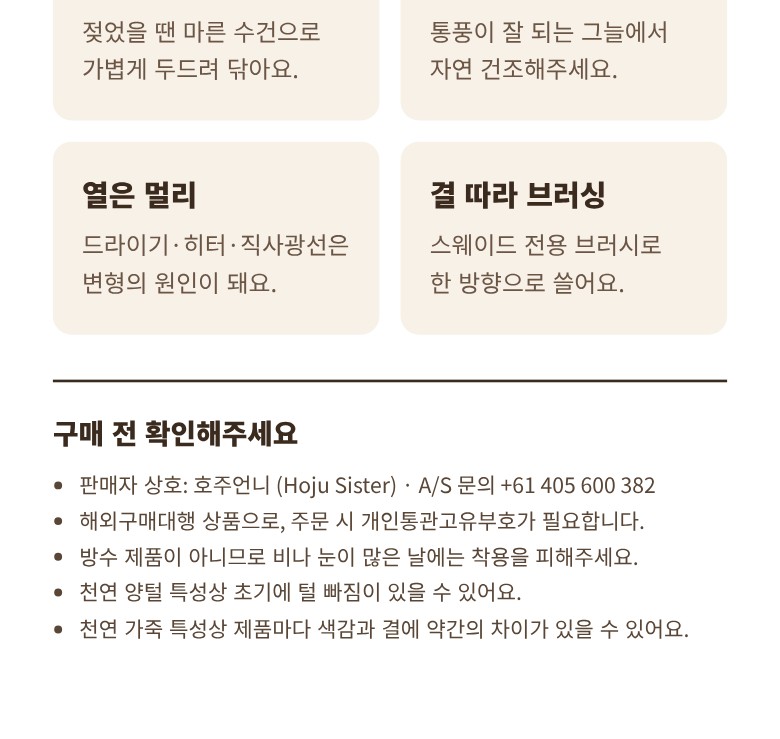 젖었을 땐 마른 수건으로
가볍게 두드려 닦아요.
통풍이 잘 되는 그늘에서
자연 건조해주세요.
열은 멀리
드라이기·히터·직사광선은
변형의 원인이 돼요.
결 따라 브러싱
스웨이드 전용 브러시로
한 방향으로 쓸어요.
구매 전 확인해주세요
• 판매자 상호: 호주언니 (Hoju Sister) · A/S 문의 +61 405 600 382
• 해외구매대행 상품으로, 주문 시 개인통관고유부호가 필요합니다.
• 방수 제품이 아니므로 비나 눈이 많은 날에는 착용을 피해주세요.
• 천연 양털 특성상 초기에 털 빠짐이 있을 수 있어요.
• 천연 가죽 특성상 제품마다 색감과 결에 약간의 차이가 있을 수 있어요.